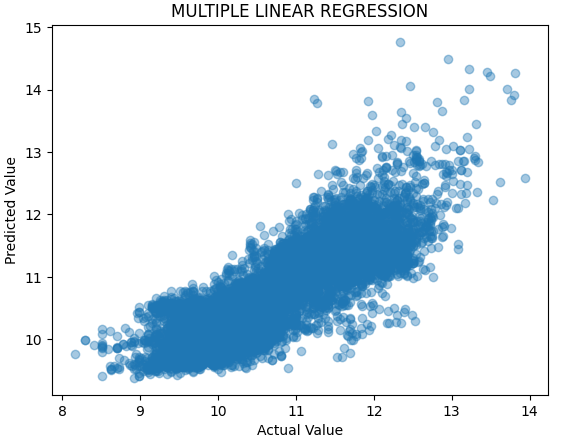 MULTIPLE LINEAR REGRESSION
15
14
13
12
11
10
Predicted Value
8 9 10 11 12 13 14
Actual Value